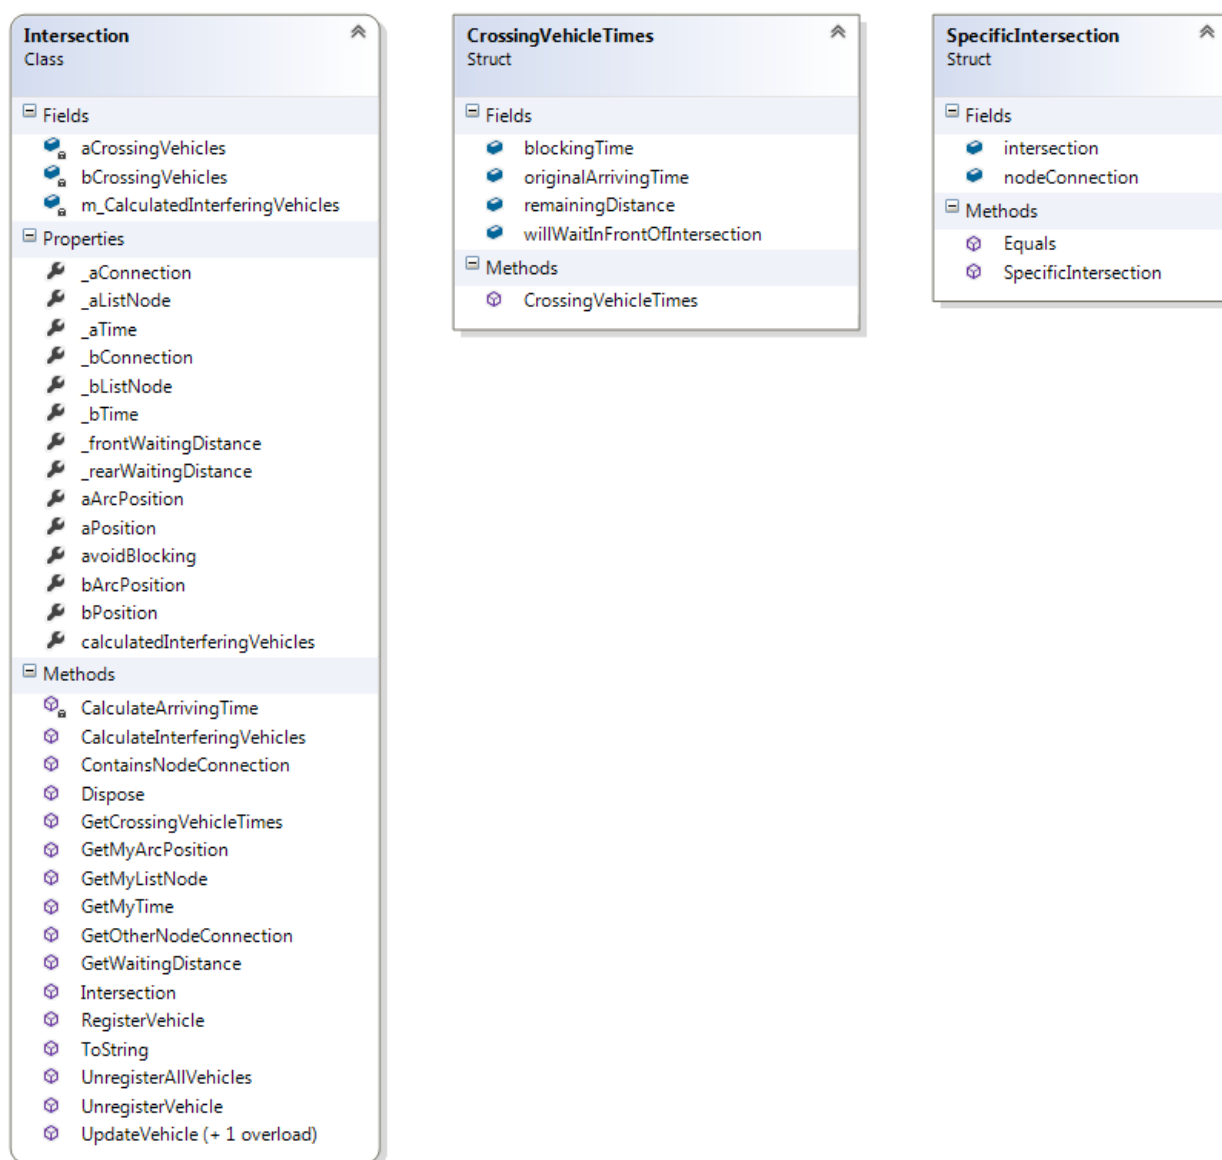 Intersection
Class
Fields
aCrossingVehicles
bCrossingVehicles
m_CalculatedInterferingVehicles
Properties
_aConnection
_aListNode
_aTime
_bConnection
_bListNode
_bTime
_frontWaitingDistance
_rearWaitingDistance
aArcPosition
aPosition
avoidBlocking
bArcPosition
bPosition
calculatedInterferingVehicles
Methods
CalculateArrivingTime
CalculateInterferingVehicles
ContainsNodeConnection
Dispose
GetCrossingVehicleTimes
GetMyArcPosition
GetMyListNode
GetMyTime
GetOtherNodeConnection
GetWaitingDistance
Intersection
RegisterVehicle
ToString
UnregisterAllVehicles
UnregisterVehicle
UpdateVehicle (+ 1 overload)
CrossingVehicleTimes
Struct
Fields
blockingTime
originalArrivingTime
remainingDistance
willWaitInFrontOfIntersection
Methods
CrossingVehicleTimes
SpecificIntersection
Struct
Fields
intersection
nodeConnection
Methods
Equals
SpecificIntersection